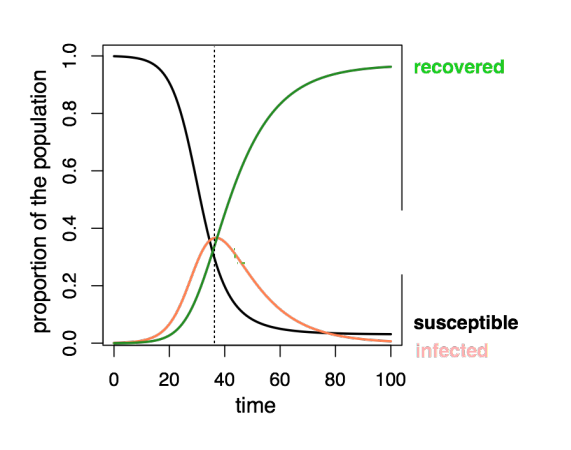 recovered
1.0
0.8
0.6
0.4
0.2
0.0
proportion of the population
susceptible
infected
0 20 40 60 80 100
time